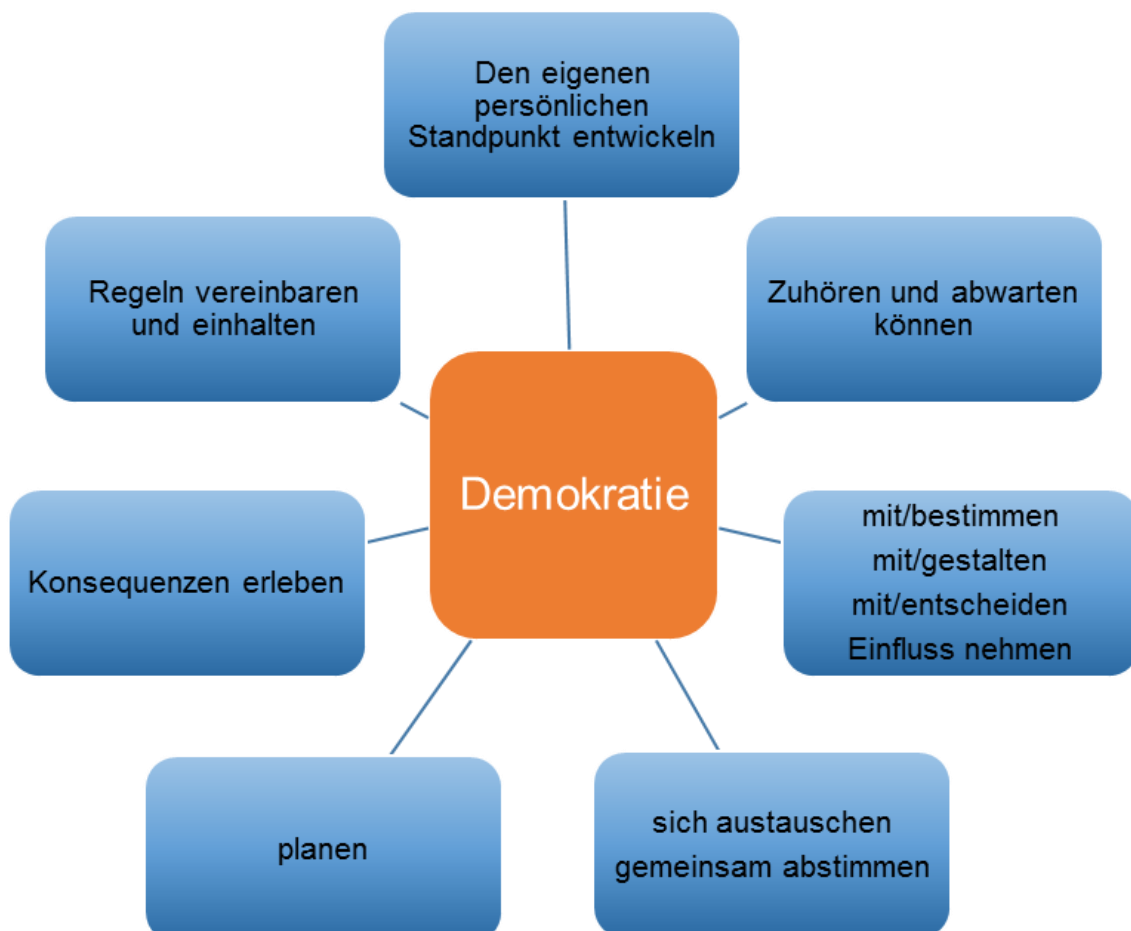 Den eigenen
persönlichen
Standpunkt entwickeln
Regeln vereinbaren
und einhalten
Zuhören und abwarten
können
Demokratie
Konsequenzen erleben
mit/bestimmen
mit/gestalten
mit/entscheiden
Einfluss nehmen
planen
sich austauschen
gemeinsam abstimmen